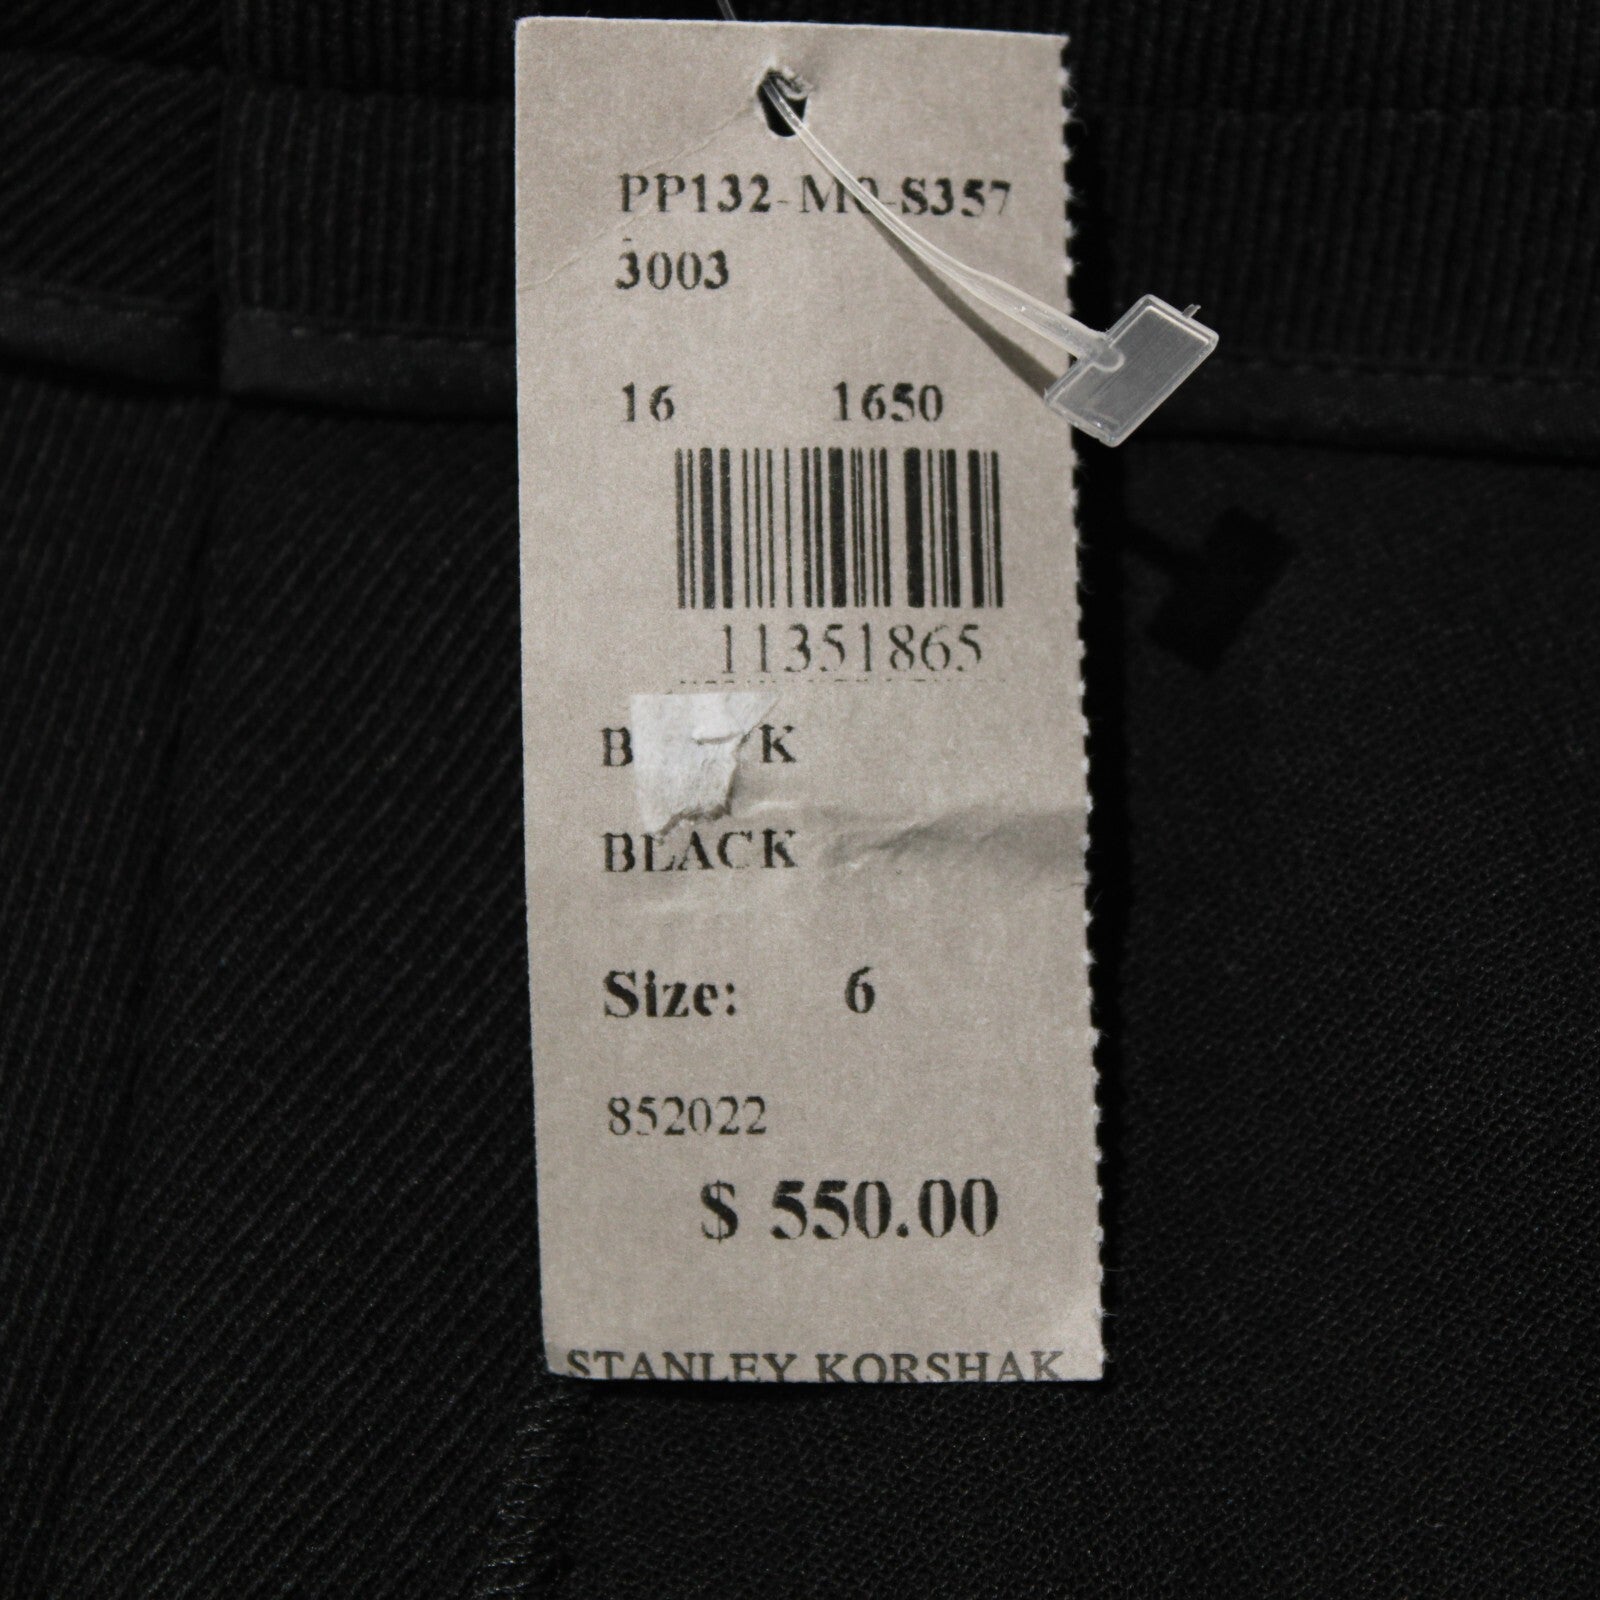 PP132-M0-S357
3003
16 1650
11351865
BLACK
Size: 6
852022
$ 550.00
STANLEY KORSHAK